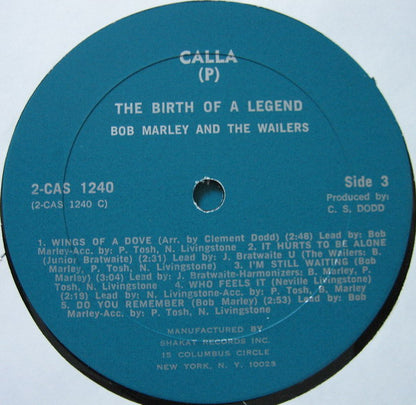 CALLA
(P)
THE BIRTH OF A LEGEND
BOB MARLEY AND THE WAILERS
2-CAS 1240
(2-CAS 1240 C)
Side 3
Produced by:
C. S. DODD
1. WINGS OF A DOVE (Arr. by Clement Dodd) (2:48) Lead by: Bob
Marley-Acc. by: P. Tosh, N. Livingstone 2. IT HURTS TO BE ALONE
(Junior Bratwaite) (2:31) Lead by: J. Bratwaite U (The Wailers: B.
Marley, P. Tosh, N. Livingstone) 3. I'M STILL WAITING (Bob
Marley) (3:04) Lead by: J. Bratwaite-Harmonizers: B. Marley, P.
Tosh, N. Livingstone 4. WHO FEELS IT (Neville Livingstone)
(2:19) Lead by: N. Livingstone-Acc. by: P. Tosh, B. Marley
5. DO YOU REMEMBER (Bob Marley) (2:53) Lead by: Bob
Marley-Acc. by: P. Tosh, N. Livingstone
MANUFACTURED BY
SHAKAT RECORDS INC.
15 COLUMBUS CIRCLE
NEW YORK, N. Y. 10023